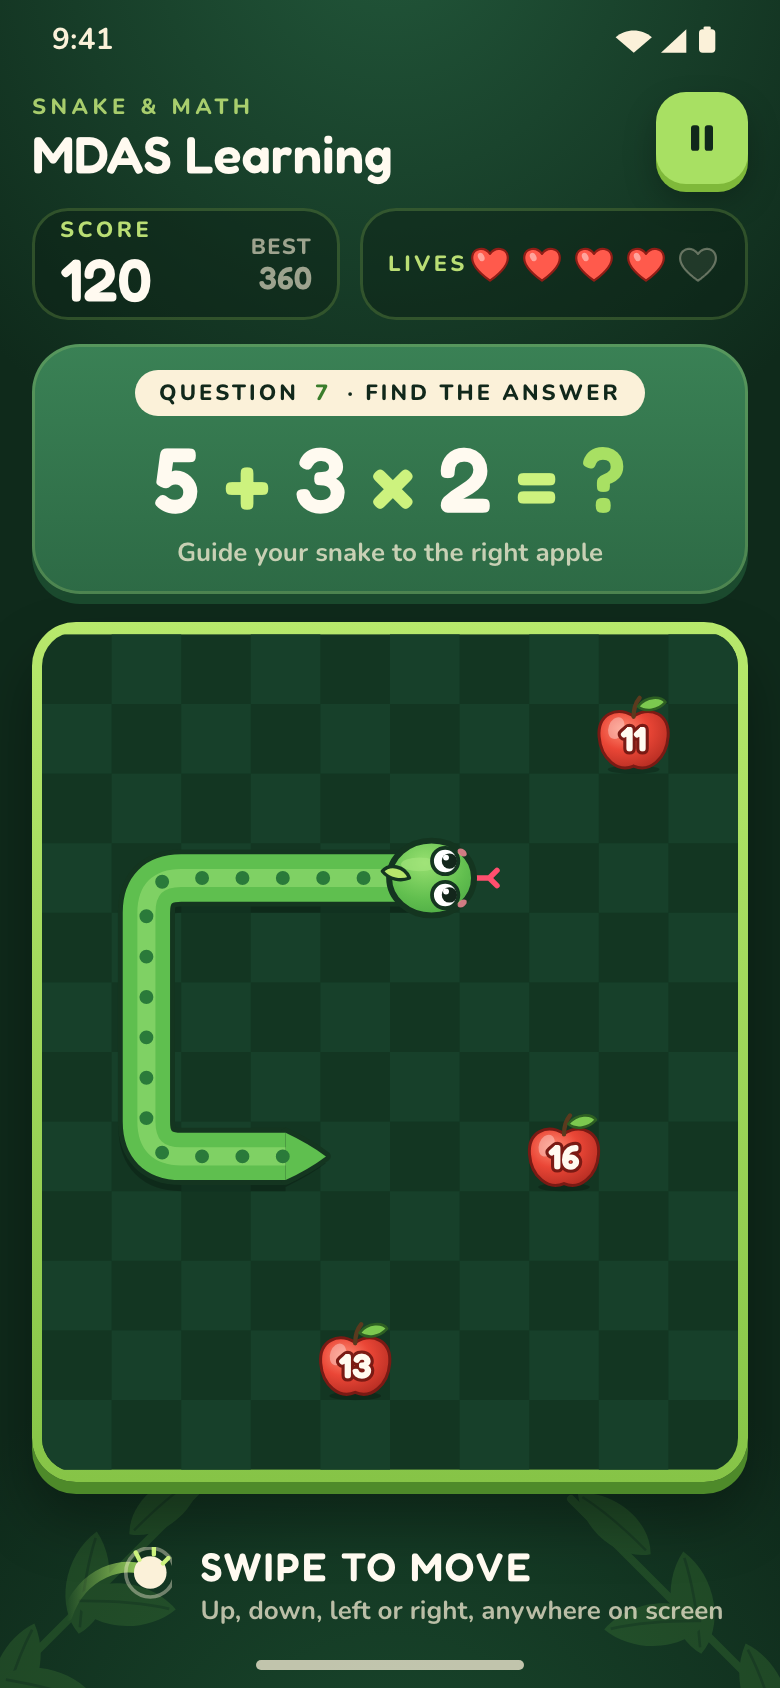 9:41
SNAKE & MATH
MDAS Learning
SCORE
120
BEST
360
LIVES
QUESTION 7 · FIND THE ANSWER
5 + 3 × 2 = ?
Guide your snake to the right apple
11
16
13
SWIPE TO MOVE
Up, down, left or right, anywhere on screen